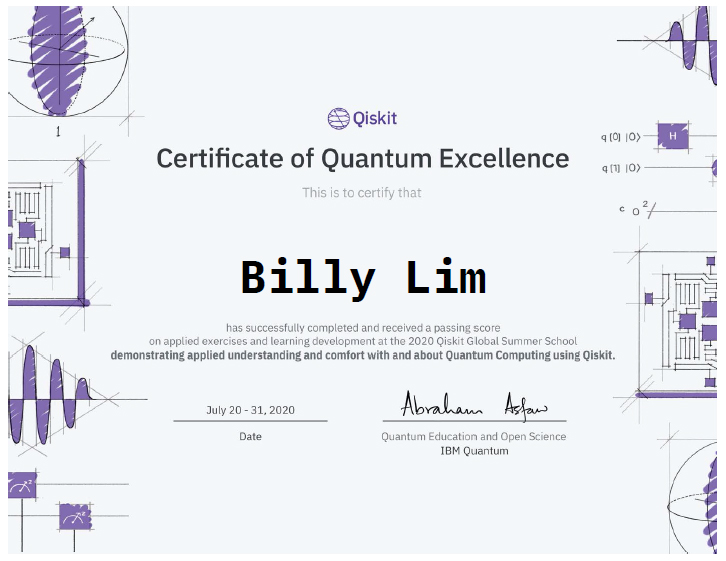 1
Qiskit
Certificate of Quantum Excellence
This is to certify that
Billy Lim
has successfully completed and received a passing score
on applied exercises and learning development at the 2020 Qiskit Global Summer School
demonstrating applied understanding and comfort with and about Quantum Computing using Qiskit.
July 20 - 31, 2020
Date
Abraham Asfaw
Quantum Education and Open Science
IBM Quantum
q [0] |0⟩ H
q [1] |0⟩
c 0 2
z
z